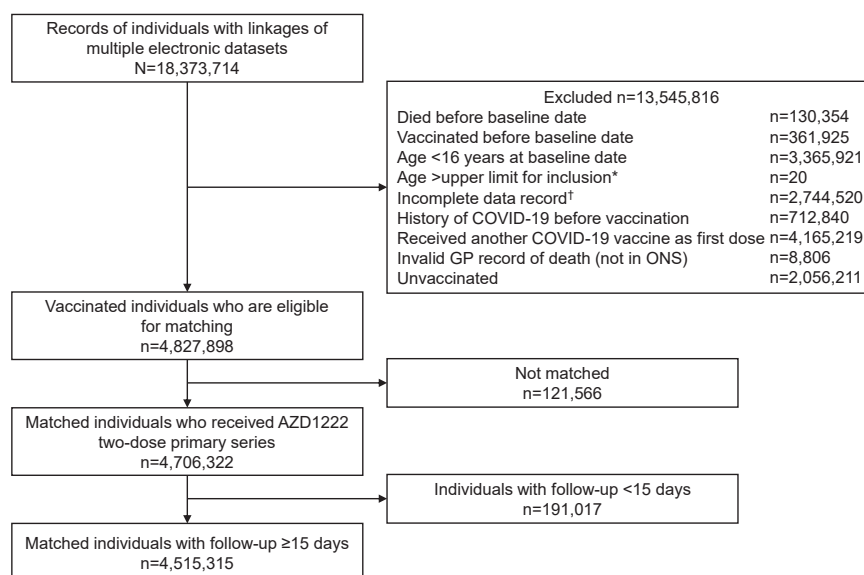 Records of individuals with linkages of
multiple electronic datasets
N=18,373,714
Excluded n=13,545,816
Died before baseline date n=130,354
Vaccinated before baseline date n=361,925
Age <16 years at baseline date n=3,365,921
Age >upper limit for inclusion* n=20
Incomplete data record† n=2,744,520
History of COVID-19 before vaccination n=712,840
Received another COVID-19 vaccine as first dose n=4,165,219
Invalid GP record of death (not in ONS) n=8,806
Unvaccinated n=2,056,211
Vaccinated individuals who are eligible
for matching
n=4,827,898
Not matched
n=121,566
Matched individuals who received AZD1222
two-dose primary series
n=4,706,322
Individuals with follow-up <15 days
n=191,017
Matched individuals with follow-up ≥15 days
n=4,515,315